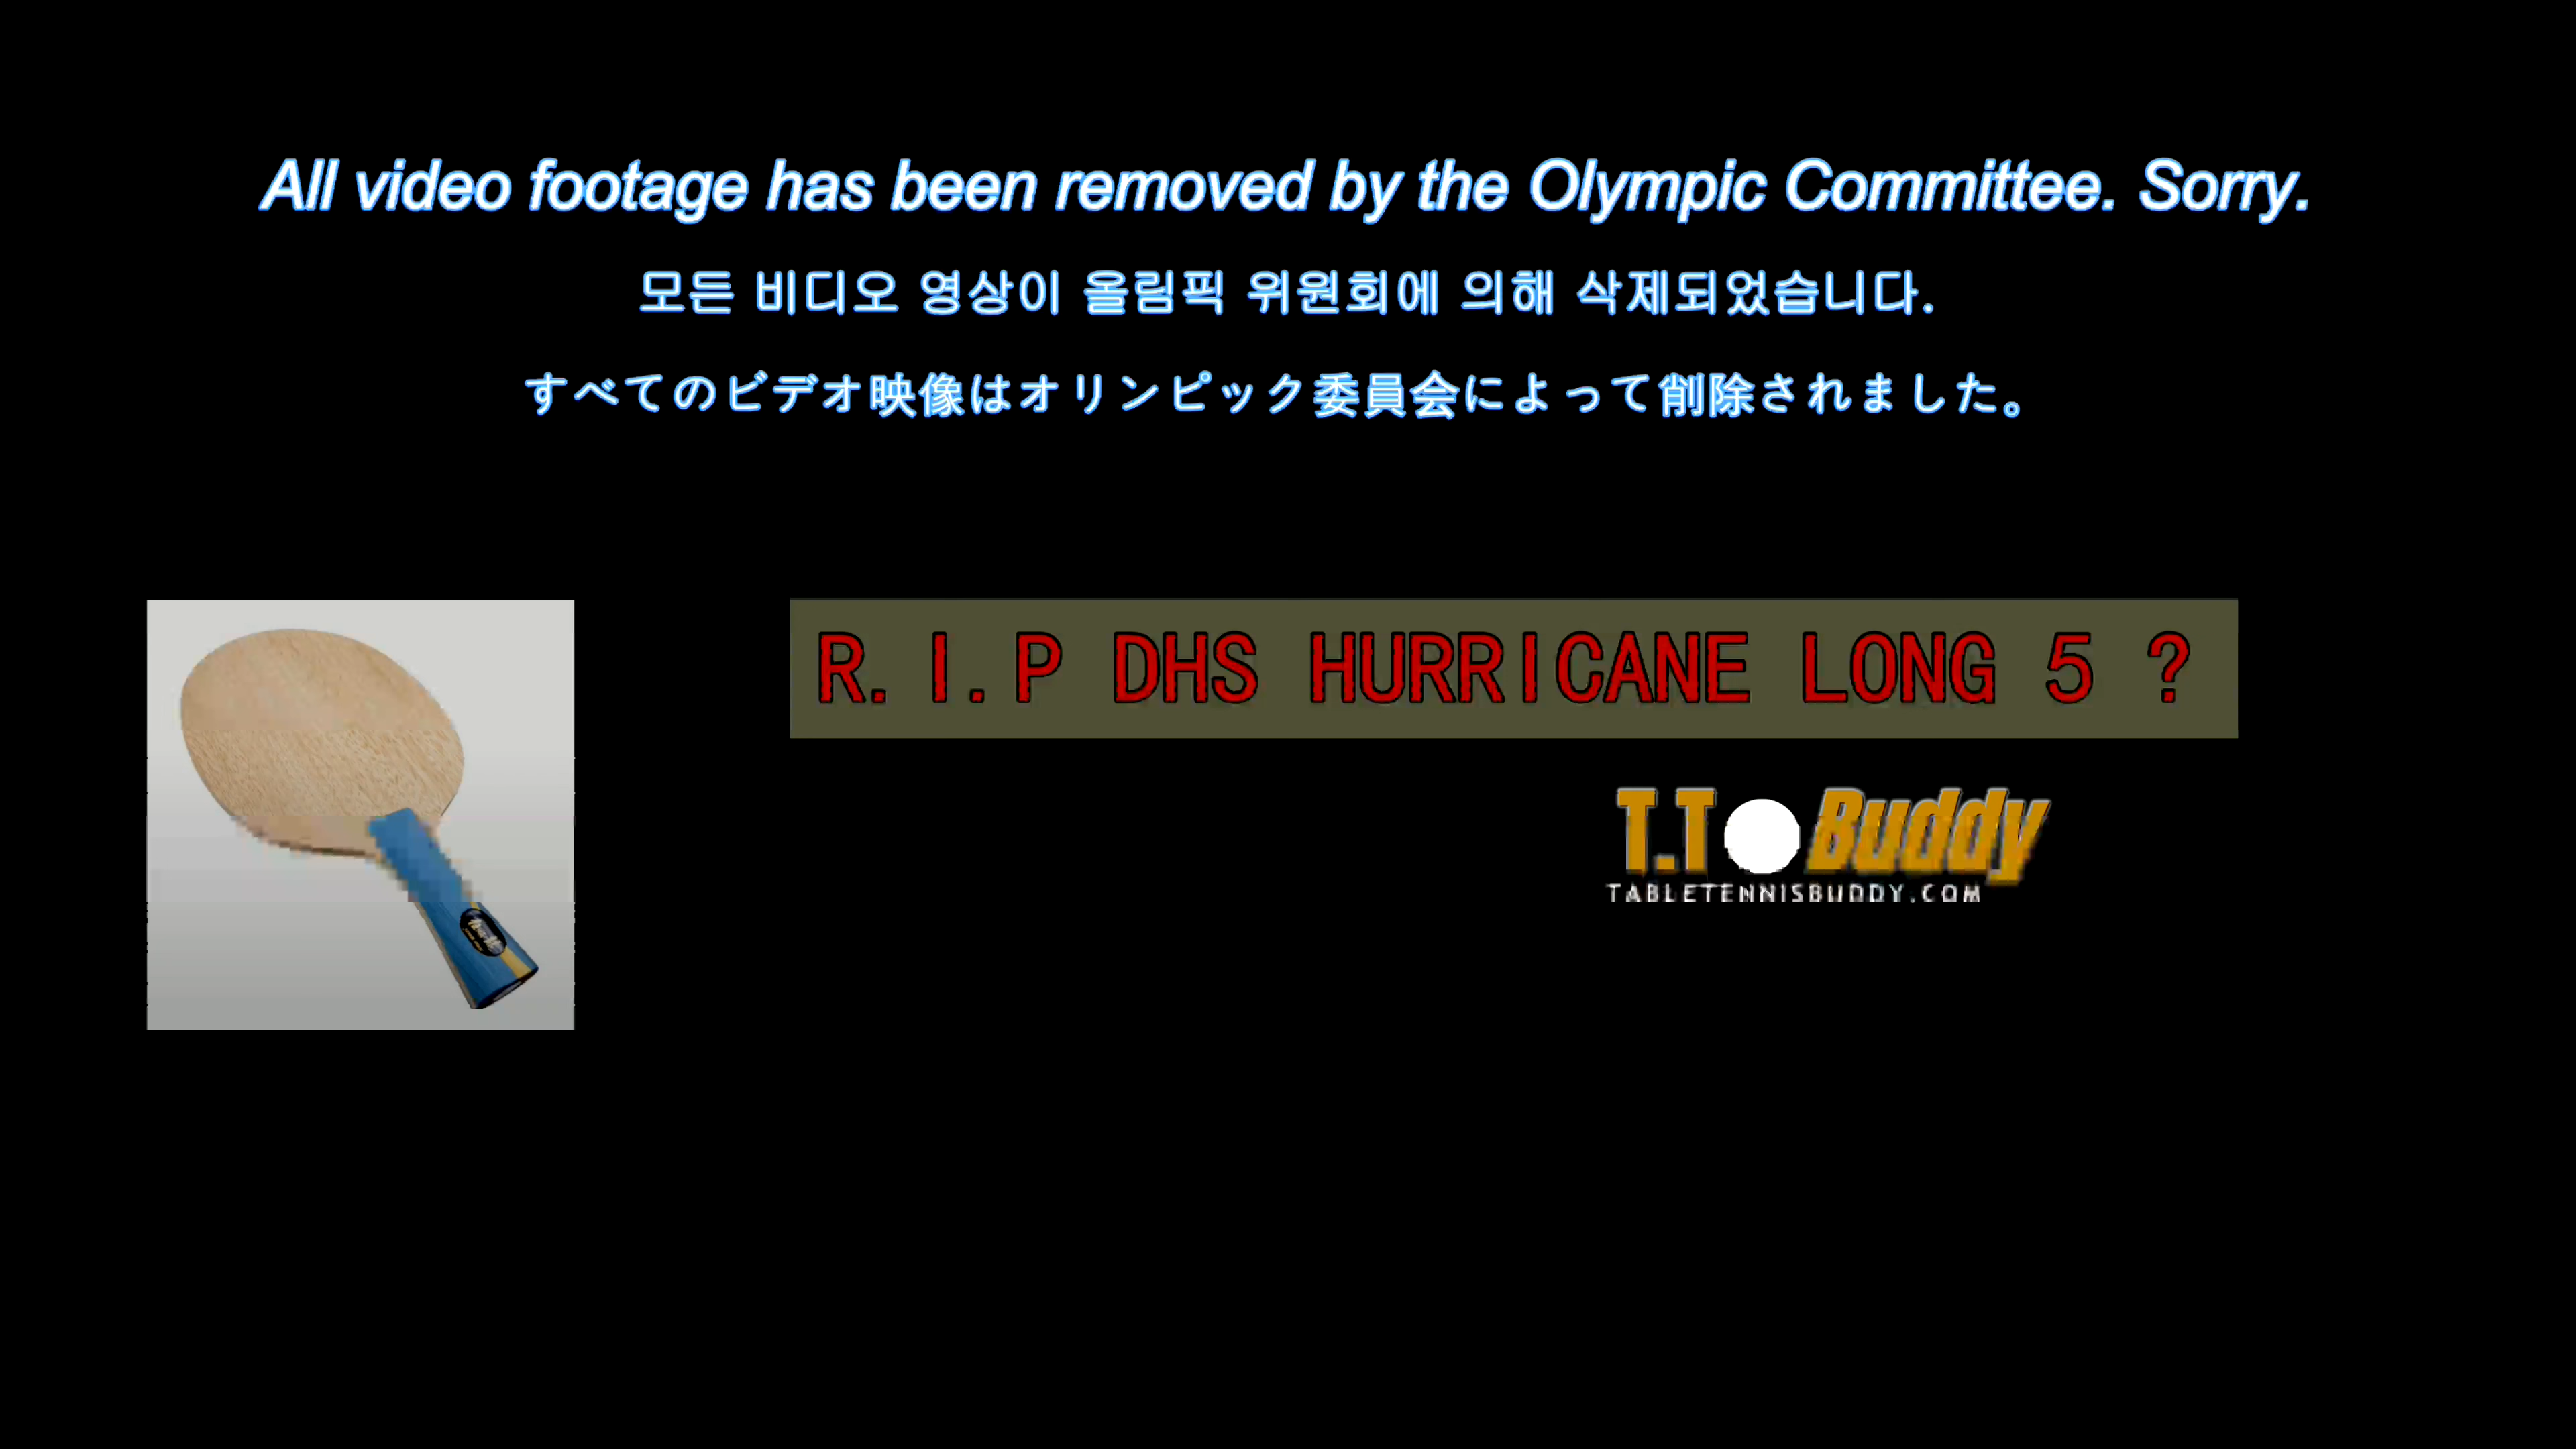 All video footage has been removed by the Olympic Committee. Sorry.
모든 비디오 영상이 올림픽 위원회에 의해 삭제되었습니다.
すべてのビデオ映像はオリンピック委員会によって削除されました。
R.I.P DHS HURRICANE LONG 5 ?
T.T Buddy
TABLETENNISBUDDY.COM